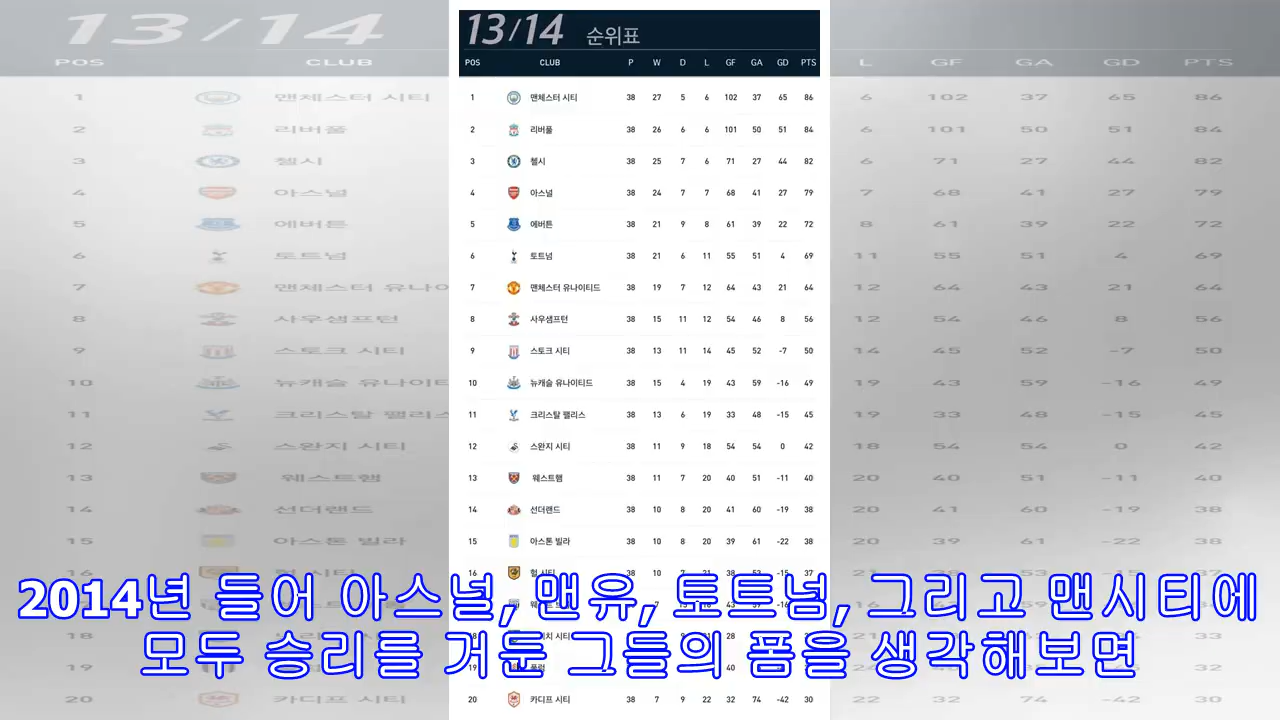 13/14 순위표
POS CLUB P W D L GF GA GD PTS
1 맨체스터 시티 38 27 5 6 102 37 65 86
2 리버풀 38 26 6 6 101 50 51 84
3 첼시 38 25 7 6 71 27 44 82
4 아스널 38 24 7 7 68 41 27 79
5 에버튼 38 21 9 8 61 39 22 72
6 토트넘 38 21 6 11 55 51 4 69
7 맨체스터 유나이티드 38 19 7 12 64 43 21 64
8 사우샘프턴 38 15 11 12 54 46 8 56
9 스토크 시티 38 13 11 14 45 52 -7 50
10 뉴캐슬 유나이티드 38 15 4 19 43 59 -16 49
11 크리스탈 팰리스 38 13 6 19 33 48 -15 45
12 스완지 시티 38 11 9 18 54 54 0 42
13 웨스트햄 38 11 7 20 40 51 -11 40
14 선더랜드 38 10 8 20 41 60 -19 38
15 아스톤 빌라 38 10 8 20 39 61 -22 38
16 헐 시티 38 10 7 21 38 53 -15 37
2014년 들어 아스널, 맨유, 토트넘, 그리고 맨시티에
모두 승리를 거둔 그들의 폼을 생각해보면
20 카디프 시티 38 7 9 22 32 74 -42 30